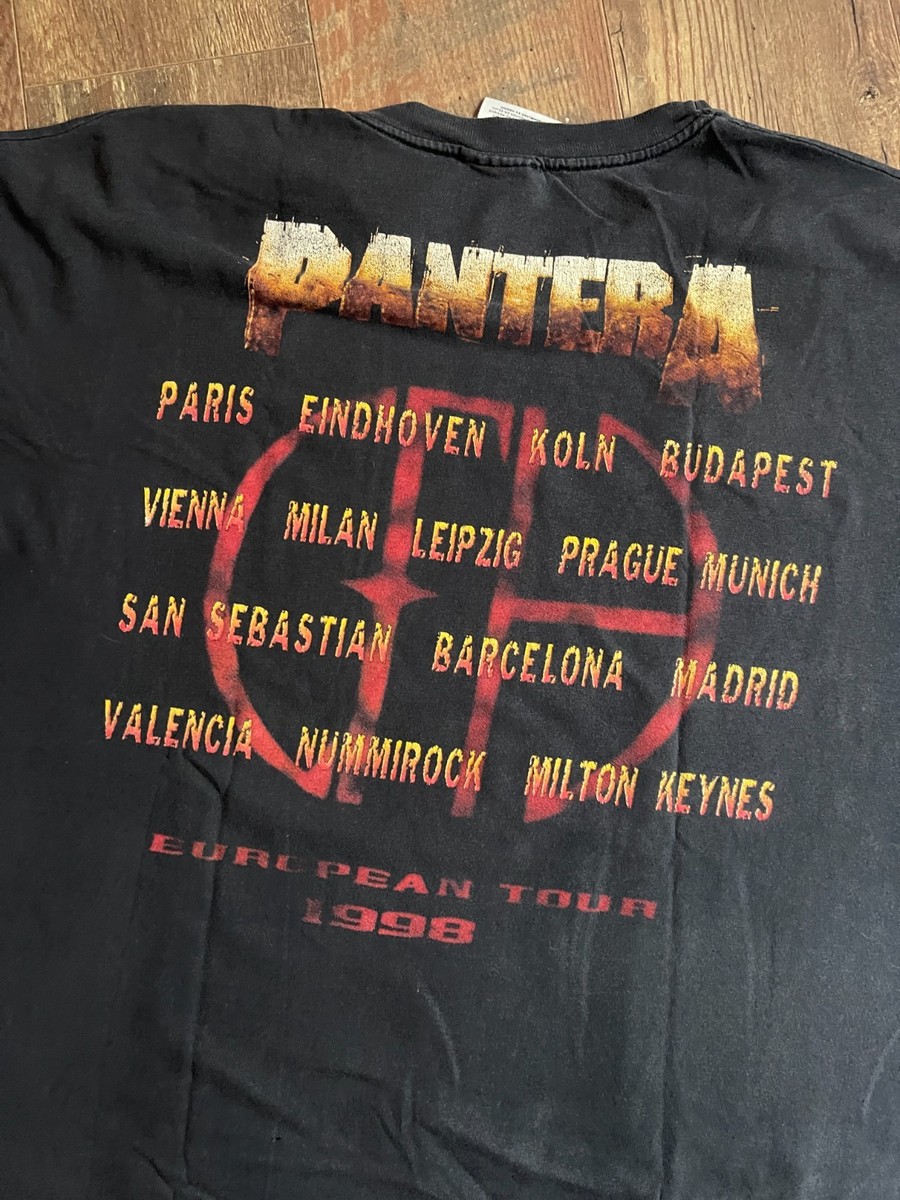 PANTERA
PARIS EINDHOVEN KOLN BUDAPEST
VIENNA MILAN LEIPZIG PRAGUE MUNICH
SAN SEBASTIAN BARCELONA MADRID
VALENCIA NUMMIROCK MILTON KEYNES
EUROPEAN TOUR
1998